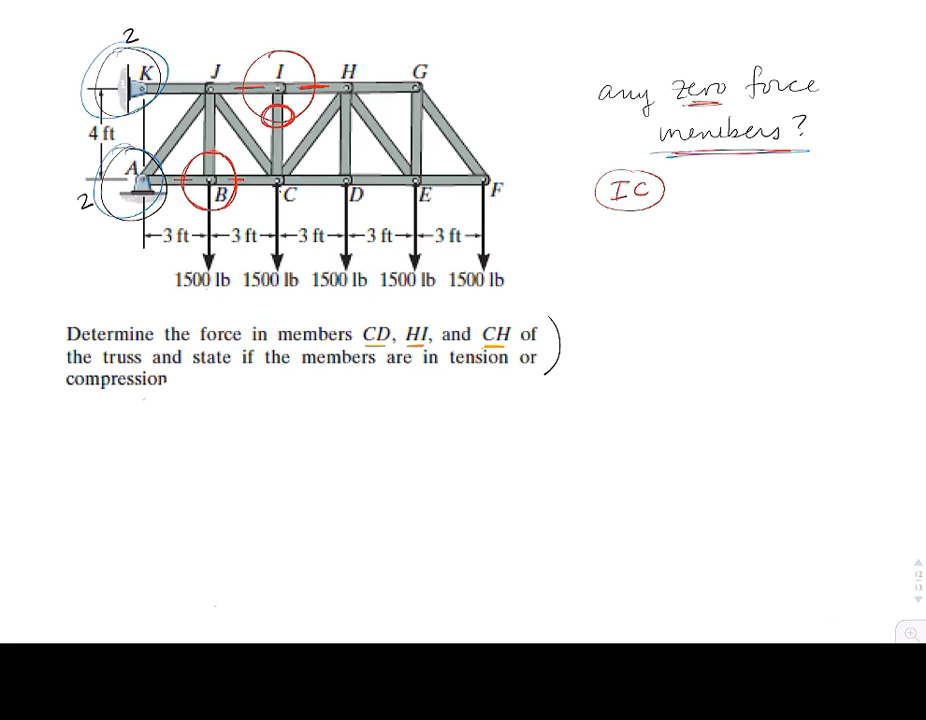 2
K J I H G
any zero force
members?
4 ft
A
2
B C D E F
IC
3 ft 3 ft 3 ft 3 ft 3 ft
1500 lb 1500 lb 1500 lb 1500 lb 1500 lb
Determine the force in members CD, HI, and CH of
the truss and state if the members are in tension or
compression
12
13